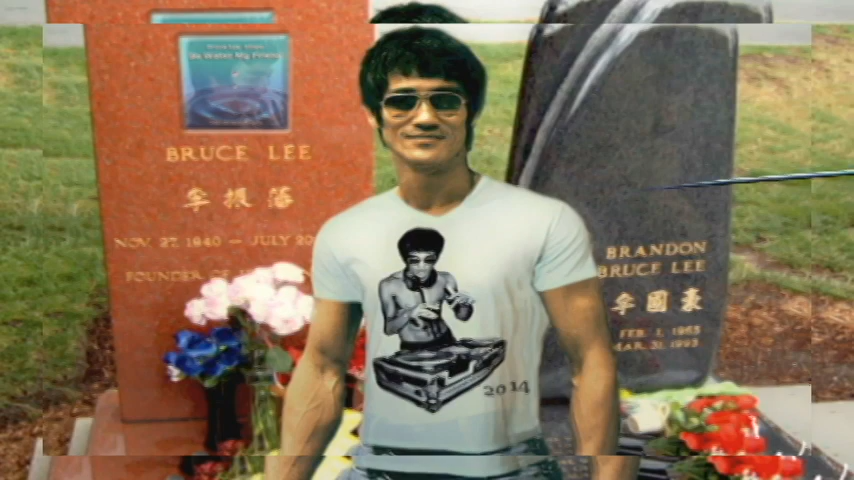 Be Water My Friend
BRUCE LEE
李振藩
NOV. 27, 1940 — JULY 20
FOUNDER OF
BRANDON
BRUCE LEE
李國豪
FEB. 1, 1965
MAR. 31, 1993
2014